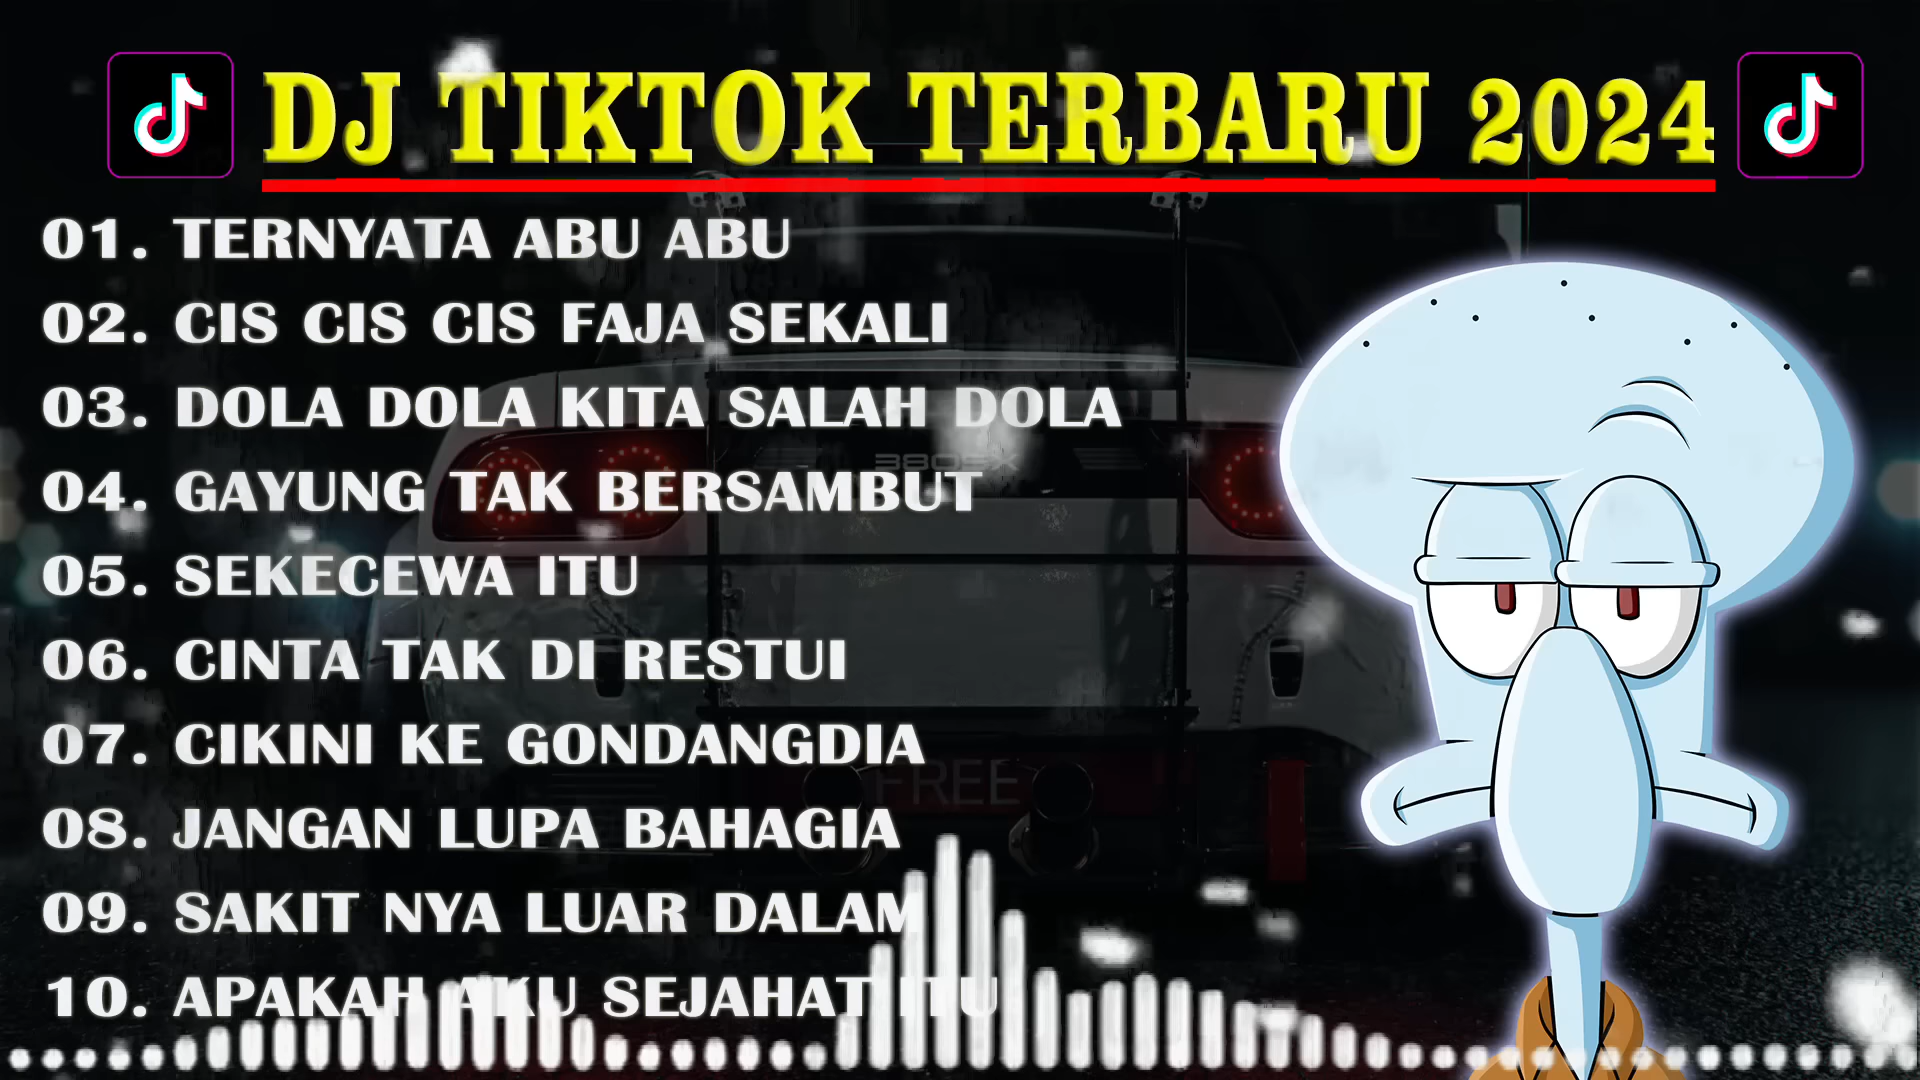 DJ TIKTOK TERBARU 2024
01. TERNYATA ABU ABU
02. CIS CIS CIS FAJA SEKALI
03. DOLA DOLA KITA SALAH DOLA
04. GAYUNG TAK BERSAMBUT
05. SEKECEWA ITU
06. CINTA TAK DI RESTUI
07. CIKINI KE GONDANGDIA
FREE
08. JANGAN LUPA BAHAGIA
09. SAKIT NYA LUAR DALAM
10. APAKAH AKU SEJAHAT ITU